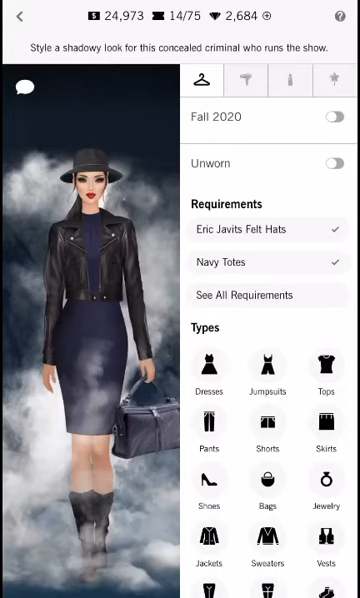 24,973 14/75 2,684
Style a shadowy look for this concealed criminal who runs the show.
Fall 2020
Unworn
Requirements
Eric Javits Felt Hats
Navy Totes
See All Requirements
Types
Dresses Jumpsuits Tops
Pants Shorts Skirts
Shoes Bags Jewelry
Jackets Sweaters Vests